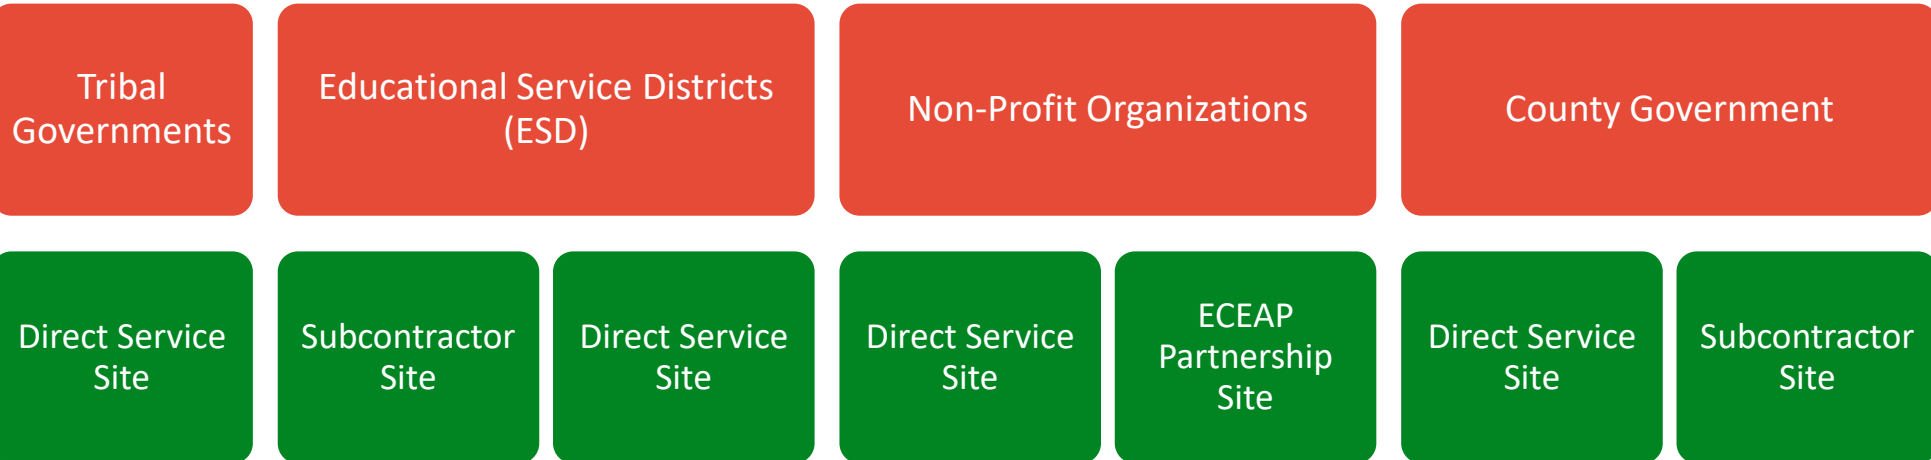 Tribal
Governments
Educational Service Districts
(ESD)
Non-Profit Organizations
County Government
Direct Service
Site
Subcontractor
Site
Direct Service
Site
Direct Service
Site
ECEAP
Partnership
Site
Direct Service
Site
Subcontractor
Site